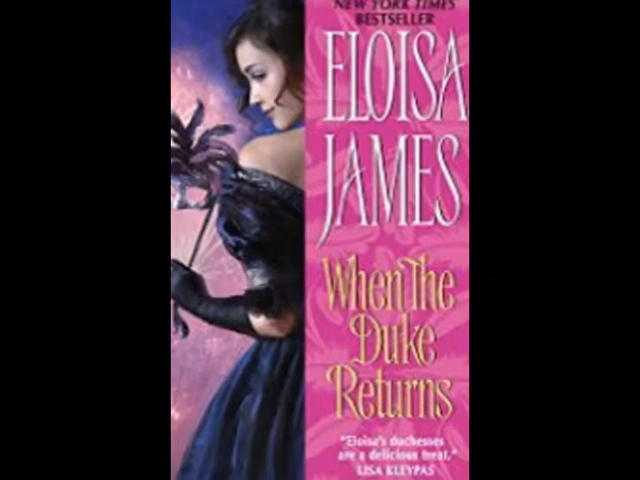 NEW YORK TIMES
BESTSELLER
ELOISA
JAMES
When The
Duke
Returns
"Eloisa's duchesses
are a delicious treat."
LISA KLEYPAS